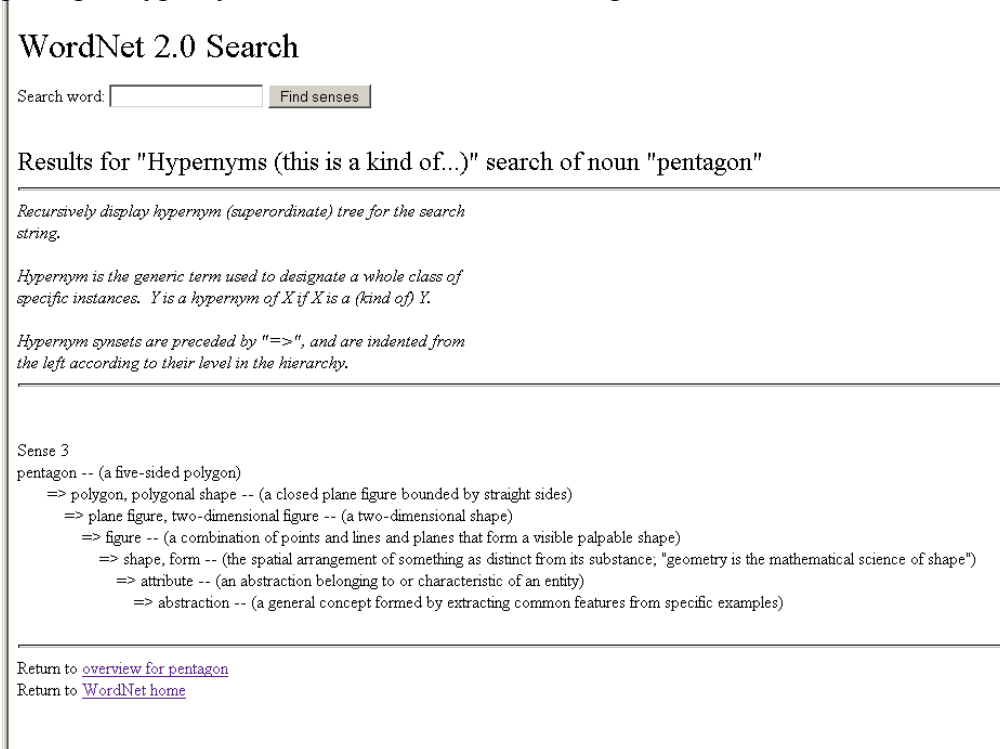 WordNet 2.0 Search
Search word:
Find senses
Results for "Hypernyms (this is a kind of...)" search of noun "pentagon"
Recursively display hypernym (superordinate) tree for the search
string.
Hypernym is the generic term used to designate a whole class of
specific instances. Y is a hypernym of X if X is a (kind of) Y.
Hypernym synsets are preceded by "=>", and are indented from
the left according to their level in the hierarchy.
Sense 3
pentagon -- (a five-sided polygon)
=> polygon, polygonal shape -- (a closed plane figure bounded by straight sides)
=> plane figure, two-dimensional figure -- (a two-dimensional shape)
=> figure -- (a combination of points and lines and planes that form a visible palpable shape)
=> shape, form -- (the spatial arrangement of something as distinct from its substance; "geometry is the mathematical science of shape")
=> attribute -- (an abstraction belonging to or characteristic of an entity)
=> abstraction -- (a general concept formed by extracting common features from specific examples)
Return to overview for pentagon
Return to WordNet home